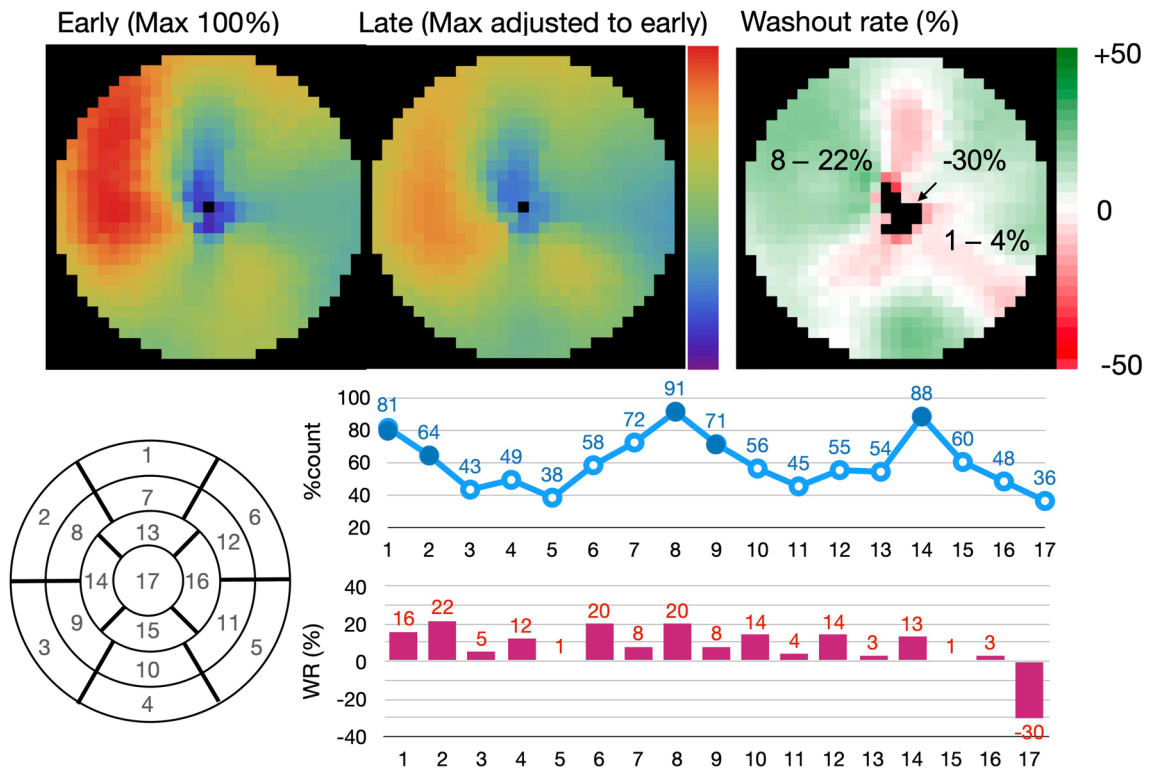 Early (Max 100%)
Late (Max adjusted to early)
Washout rate (%)
+50
0
-50
8 – 22%
-30%
1 – 4%
1
2
3
4
5
6
7
8
9
10
11
12
13
14
15
16
17
%count
100
80
60
40
20
81 64 43 49 38 58 72 91 71 56 45 55 54 88 60 48 36
1 2 3 4 5 6 7 8 9 10 11 12 13 14 15 16 17
WR (%)
40
20
0
-20
-40
16 22 5 12 1 20 8 20 8 14 4 14 3 13 1 3 -30
1 2 3 4 5 6 7 8 9 10 11 12 13 14 15 16 17